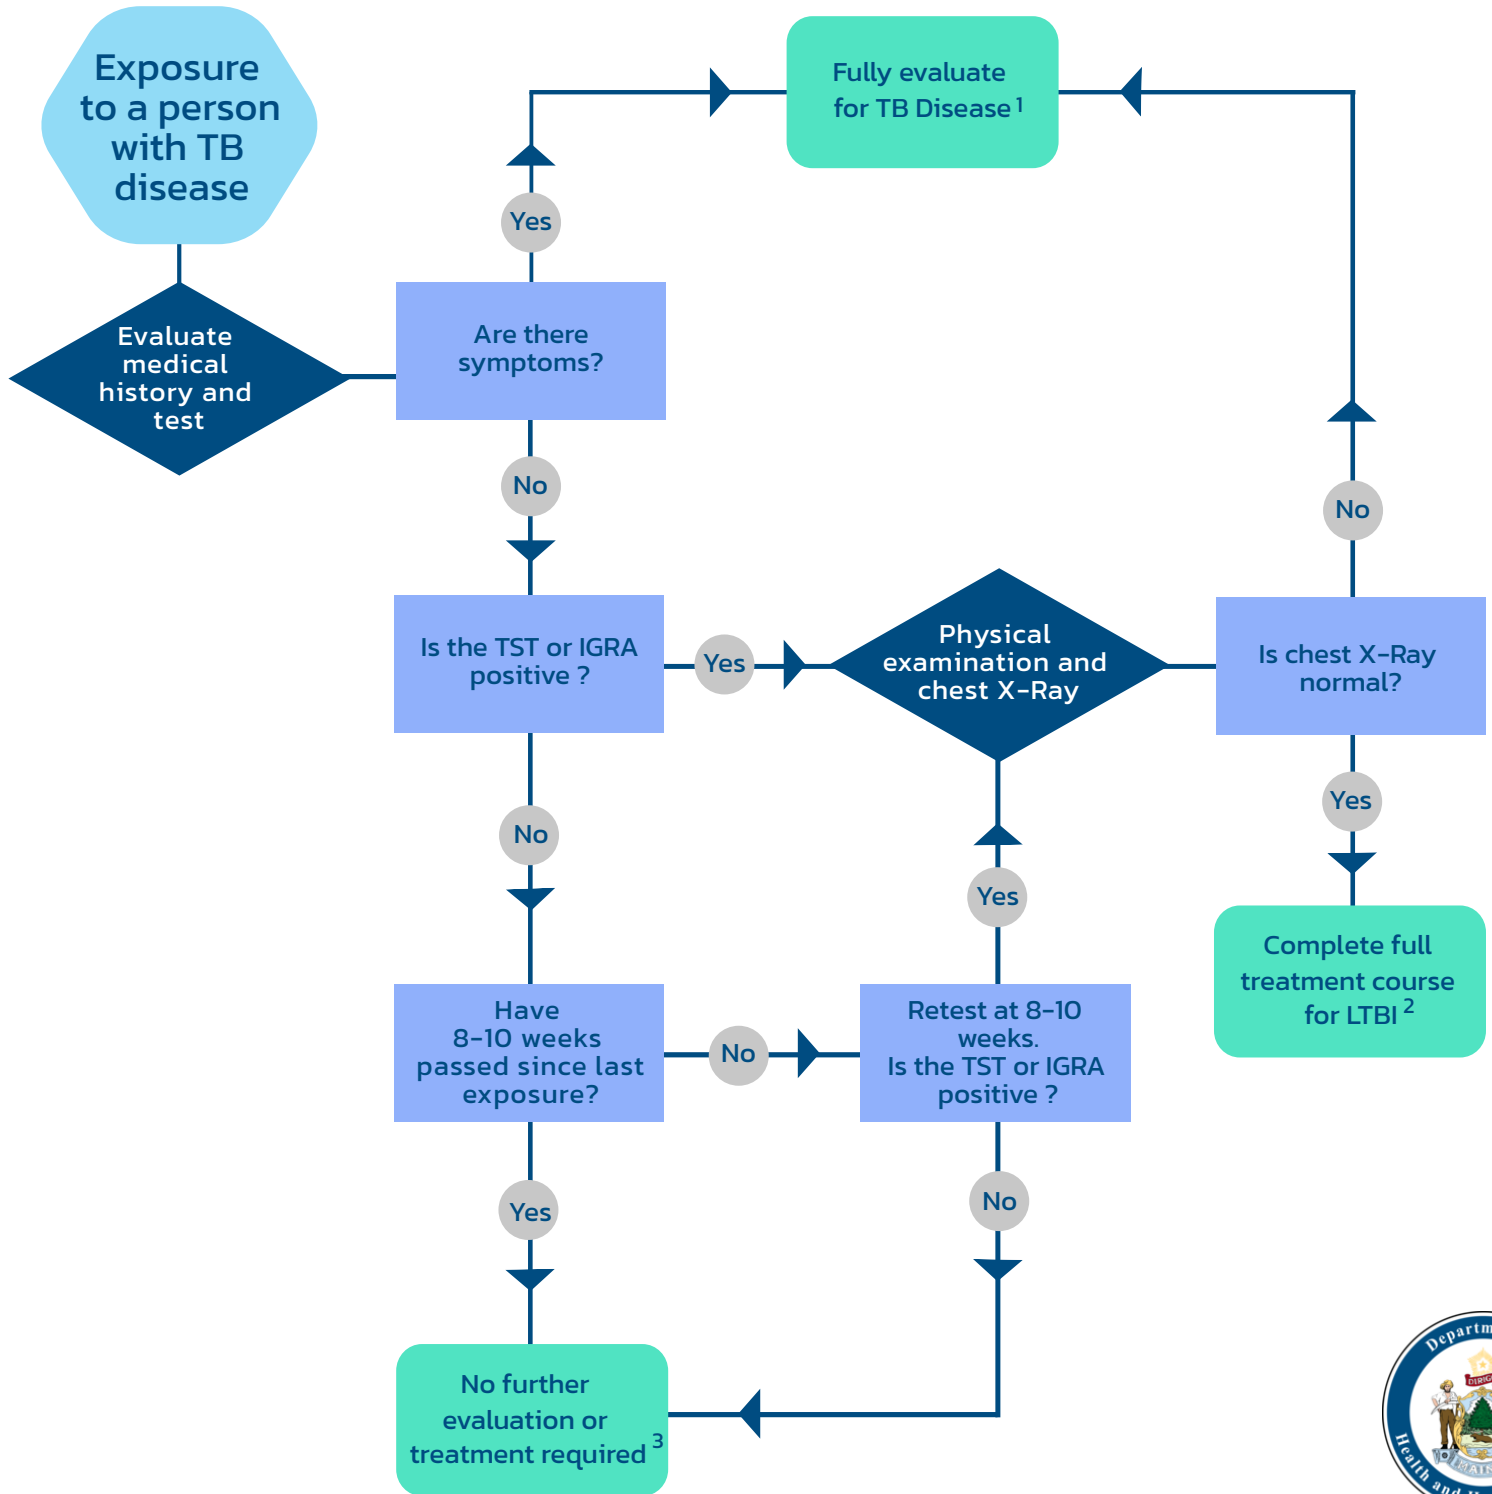 Exposure
to a person
with TB
disease
Fully evaluate
for TB Disease 1
Yes
Evaluate
medical
history and
test
Are there
symptoms?
No
No
Is the TST or IGRA
positive ?
Yes
Physical
examination and
chest X-Ray
Is chest X-Ray
normal?
No
Yes
Yes
Complete full
treatment course
for LTBI 2
Have
8-10 weeks
passed since last
exposure?
No
Retest at 8-10
weeks.
Is the TST or IGRA
positive ?
Yes
No
No further
evaluation or
treatment required 3
Health and